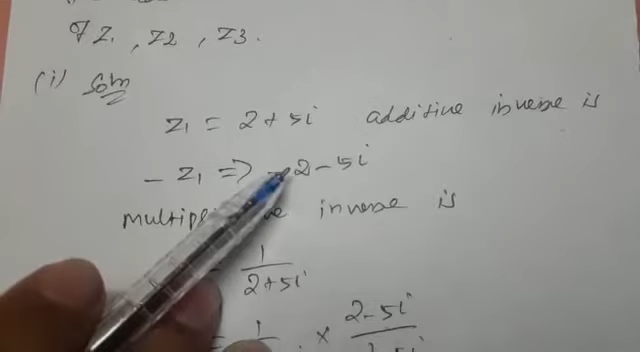 of z1, z2, z3.
(i) Soln
z1 = 2 + 5i additive inverse is
- z1 => -2 - 5i
inverse is
= 1/(2+5i)
= 1/ × (2-5i)/